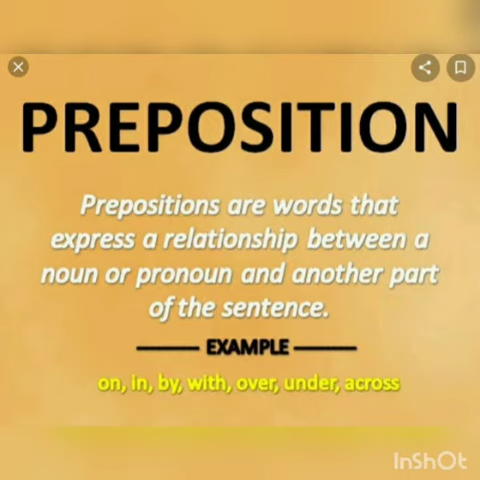 PREPOSITION
Prepositions are words that
express a relationship between a
noun or pronoun and another part
of the sentence.
EXAMPLE
on, in, by, with, over, under, across
InShOt